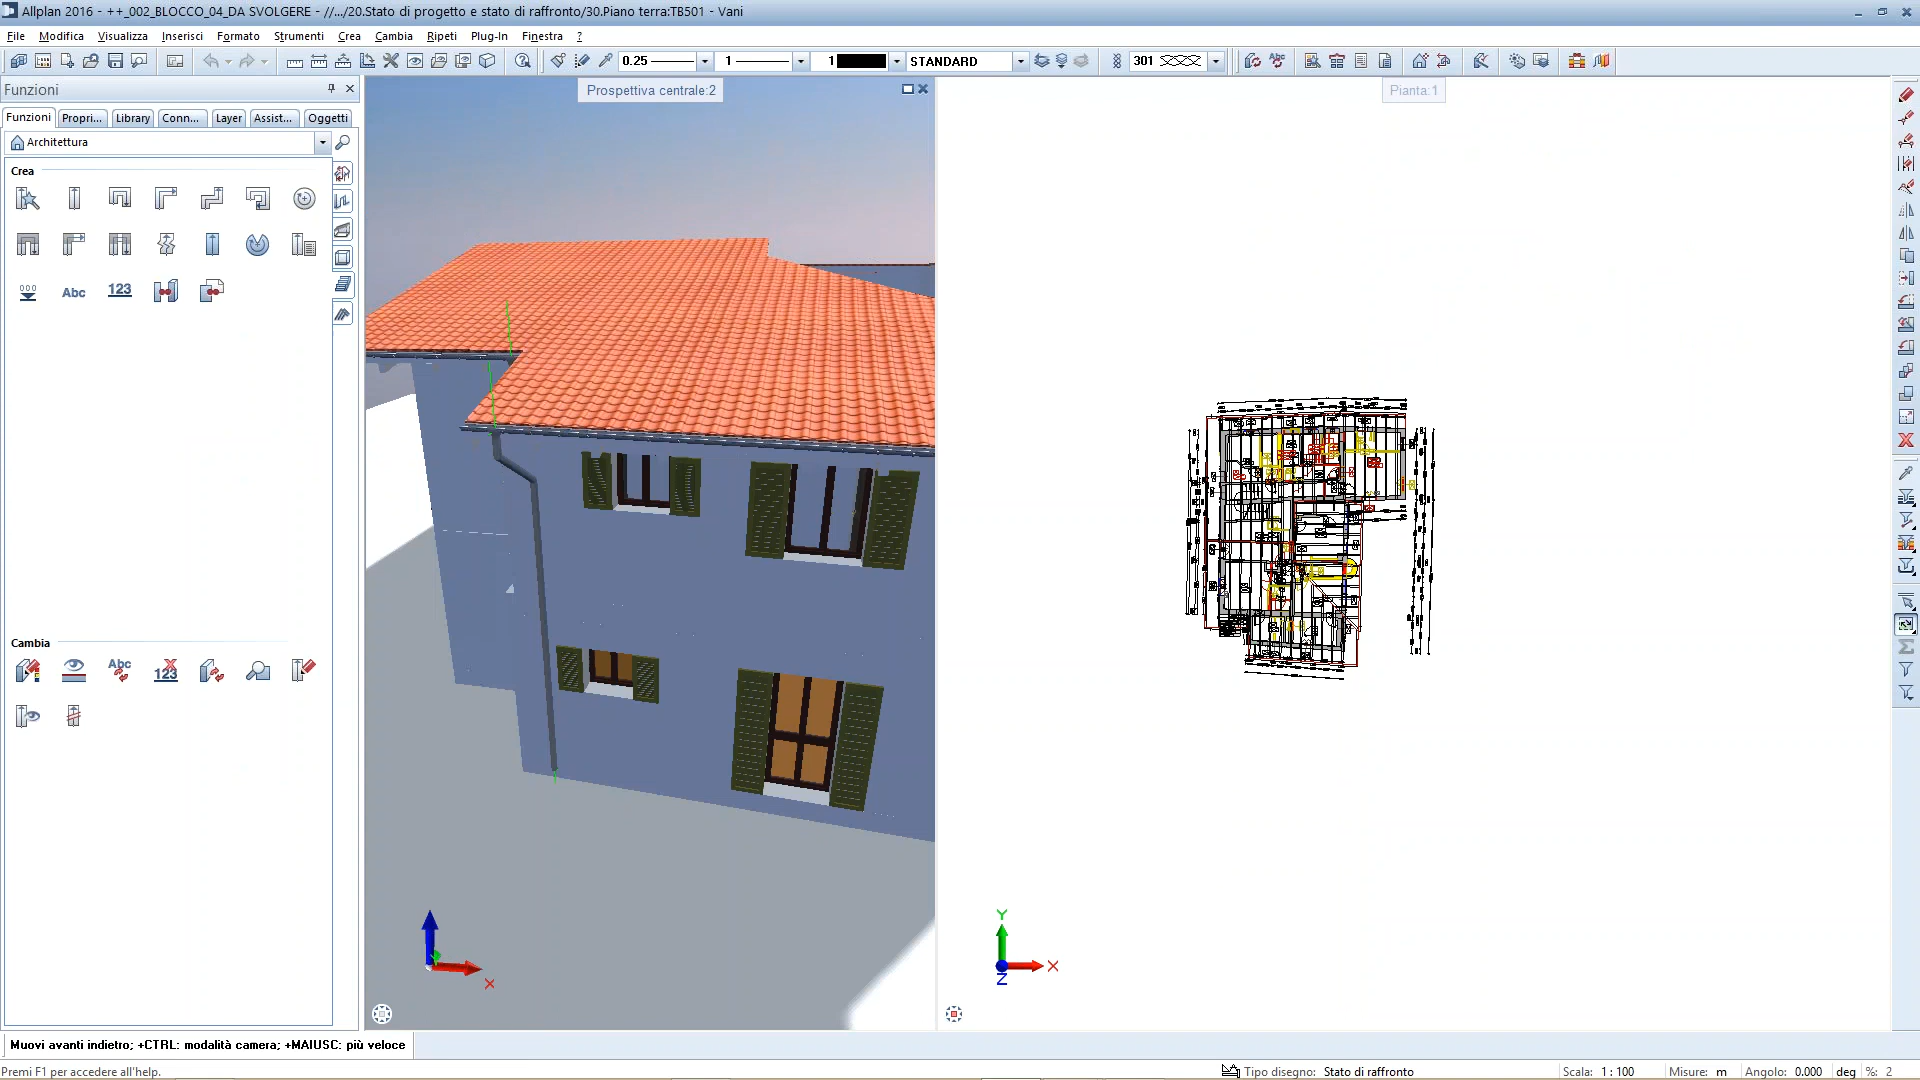 Allplan 2016 - ++_002_BLOCCO_04_DA SVOLGERE - //.../20.Stato di progetto e stato di raffronto/30.Piano terra:TB501 - Vani
File Modifica Visualizza Inserisci Formato Strumenti Crea Cambia Ripeti Plug-In Finestra ?
0.25 1 1 STANDARD 301
Funzioni
Prospettiva centrale:2
Pianta:1
Funzioni Propri... Library Conn... Layer Assist... Oggetti
Architettura
Crea
Abc 123
Cambia
Abc 123
X
Y
X
Z
Muovi avanti indietro; +CTRL: modalità camera; +MAIUSC: più veloce
Premi F1 per accedere all'help.
Tipo disegno: Stato di raffronto Scala: 1 : 100 Misure: m Angolo: 0.000 deg %: 2